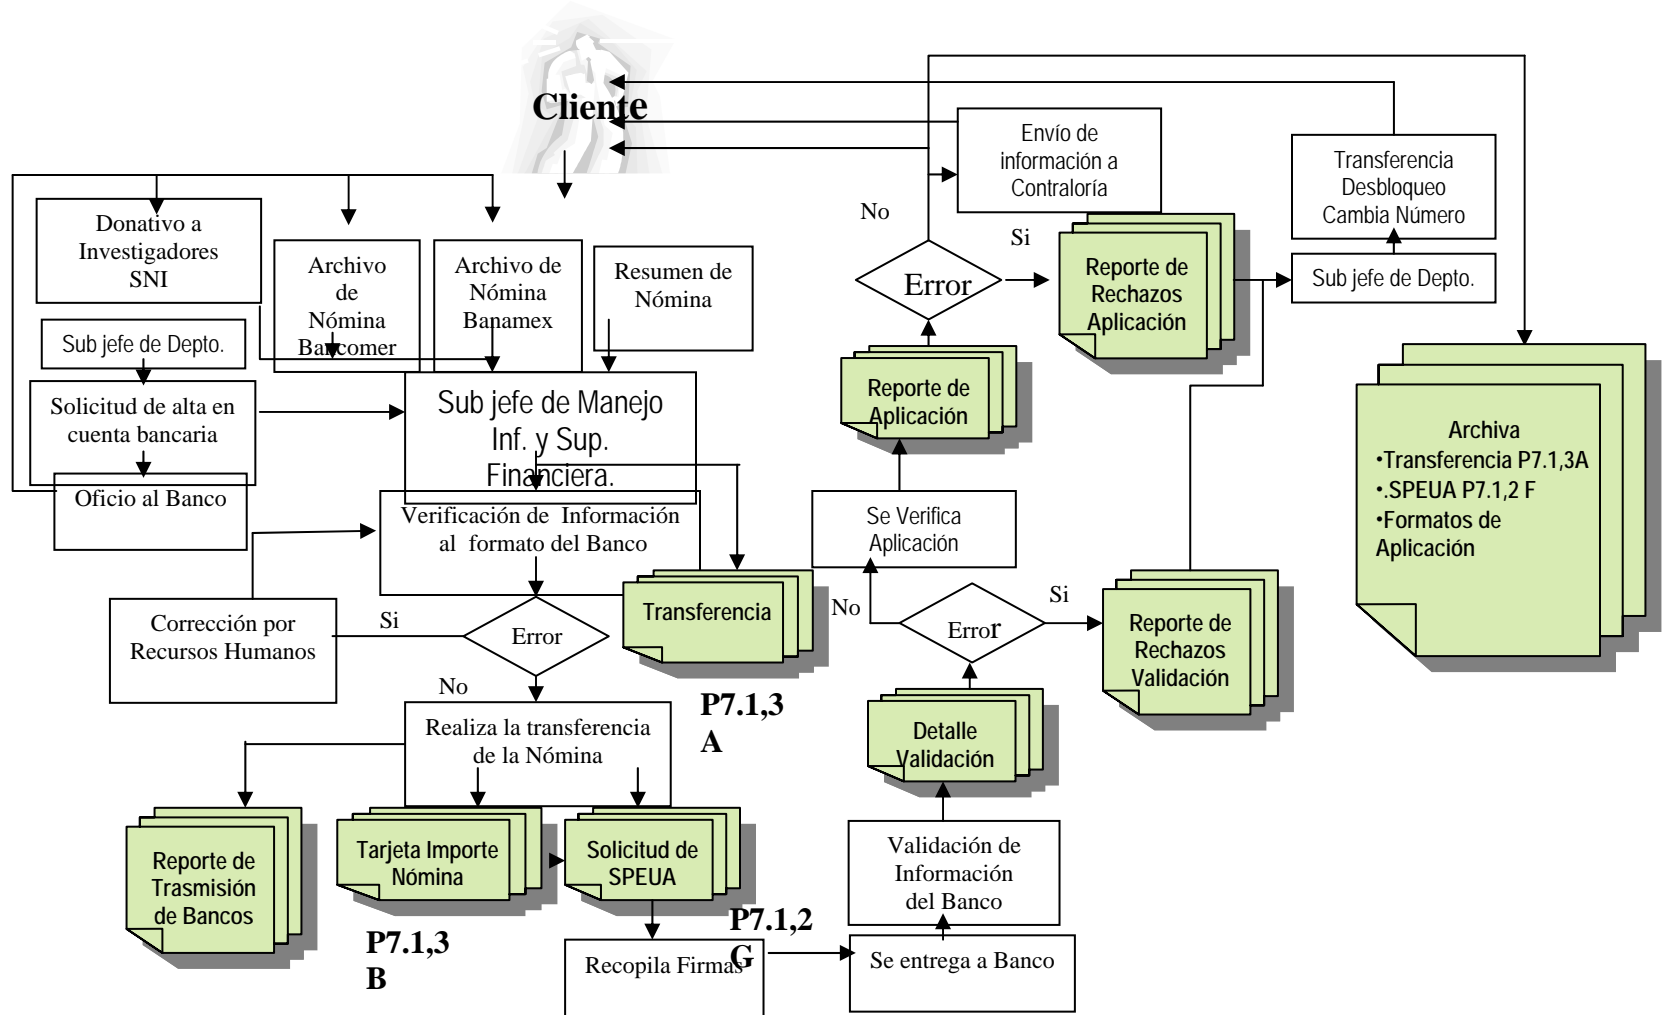 Cliente
Donativo a
Investigadores
SNI
Archivo
de
Nómina
Bancomer
Archivo de
Nómina
Banamex
Resumen de
Nómina
Sub jefe de Depto.
Solicitud de alta en
cuenta bancaria
Oficio al Banco
Sub jefe de Manejo
Inf. y Sup.
Financiera.
Verificación de Información
al formato del Banco
Corrección por
Recursos Humanos
Si
Error
No
Transferencia
P7.1,3
A
Realiza la transferencia
de la Nómina
Reporte de
Trasmisión
de Bancos
Tarjeta Importe
Nómina
P7.1,3
B
Solicitud de
SPEUA
P7.1,2
G
Recopila Firmas
Se entrega a Banco
Validación de
Información
del Banco
Detalle
Validación
Error
No
Si
Reporte de
Rechazos
Validación
Se Verifica
Aplicación
Reporte de
Aplicación
Error
No
Si
Reporte de
Rechazos
Aplicación
Envío de
información a
Contraloría
Transferencia
Desbloqueo
Cambia Número
Sub jefe de Depto.
Archiva
•Transferencia P7.1,3A
•.SPEUA P7.1,2 F
•Formatos de
Aplicación